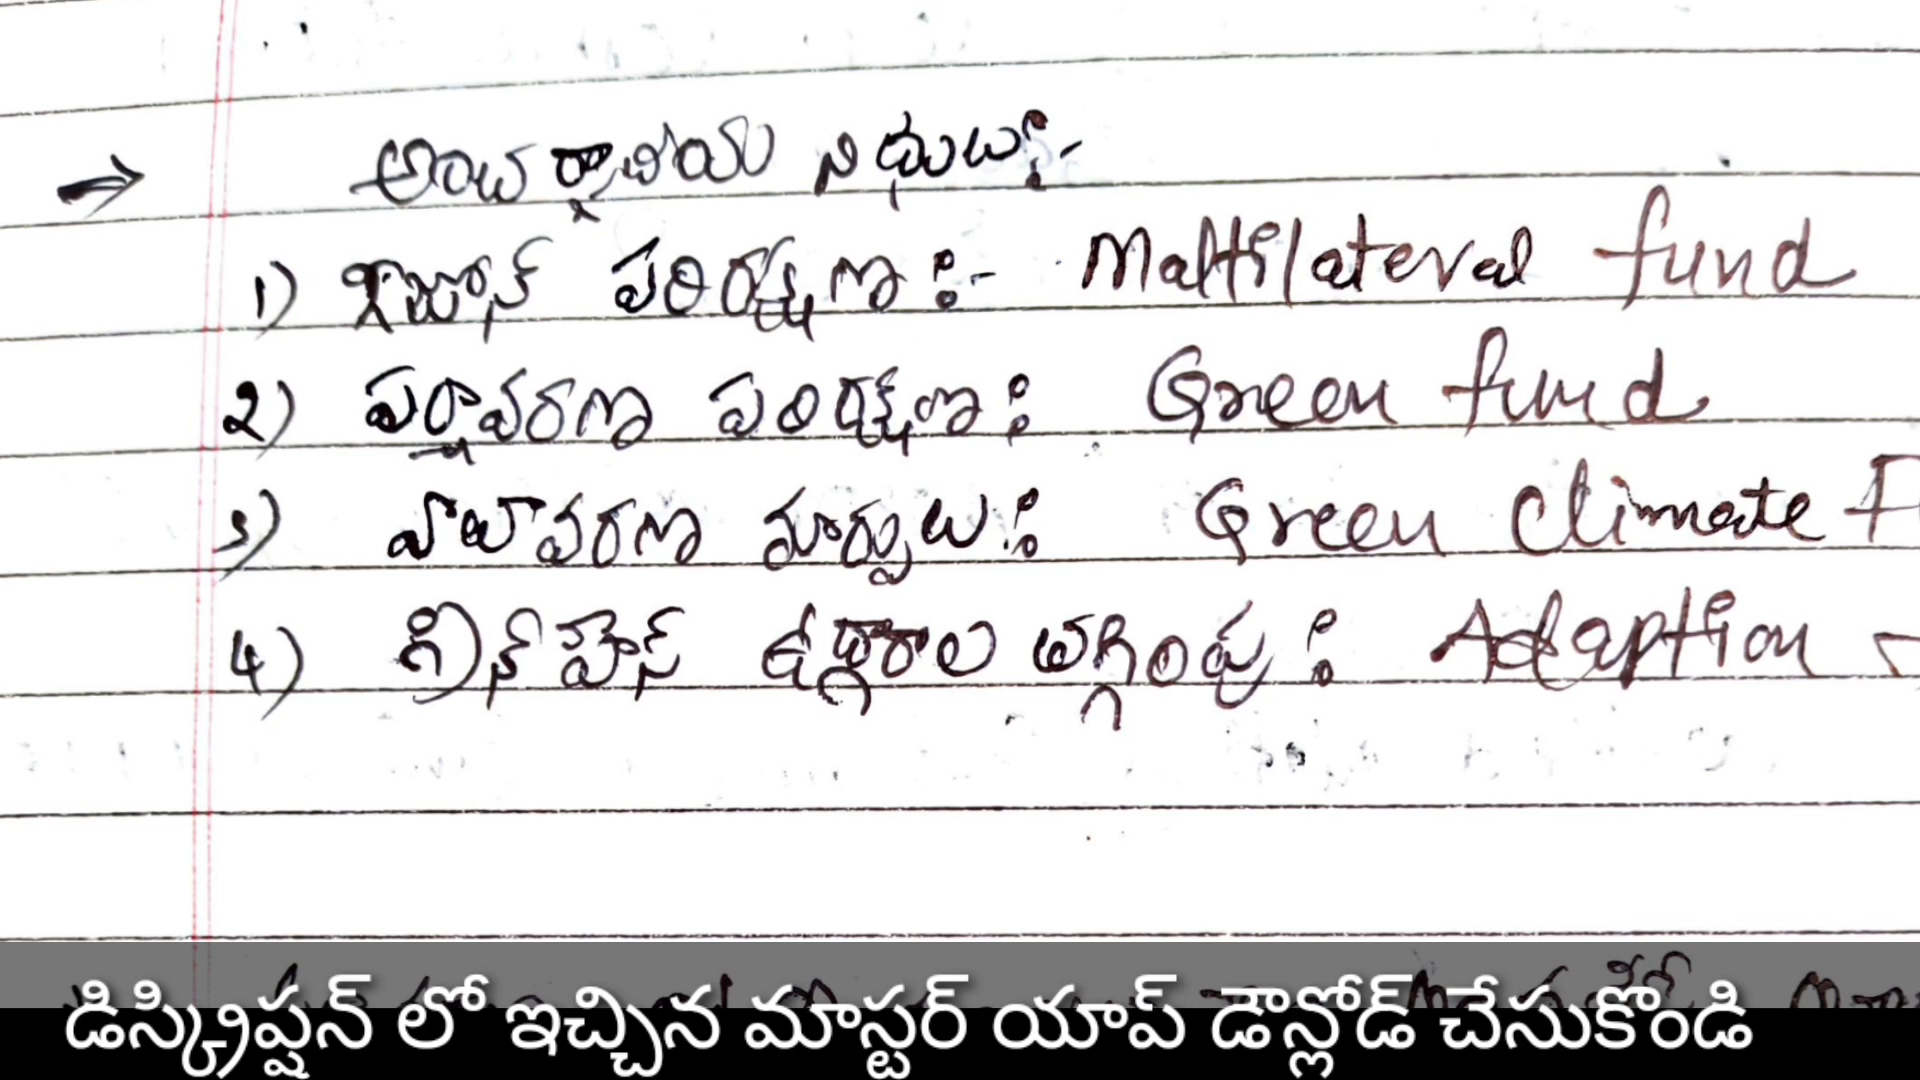 → అంతర్జాతీయ నిధులు:-
1) ఓజోన్ పరిరక్షణ :- Maltilateral fund
2) పర్యావరణ పరిరక్షణ : Green fund
3) వాతావరణ మార్పులు : Green Climate F
4) గ్రీన్ హౌస్ ఉద్గారాల తగ్గింపు : Adaption
డిస్క్రిప్షన్ లో ఇచ్చిన మాస్టర్ యాప్ డౌన్లోడ్ చేసుకోండి